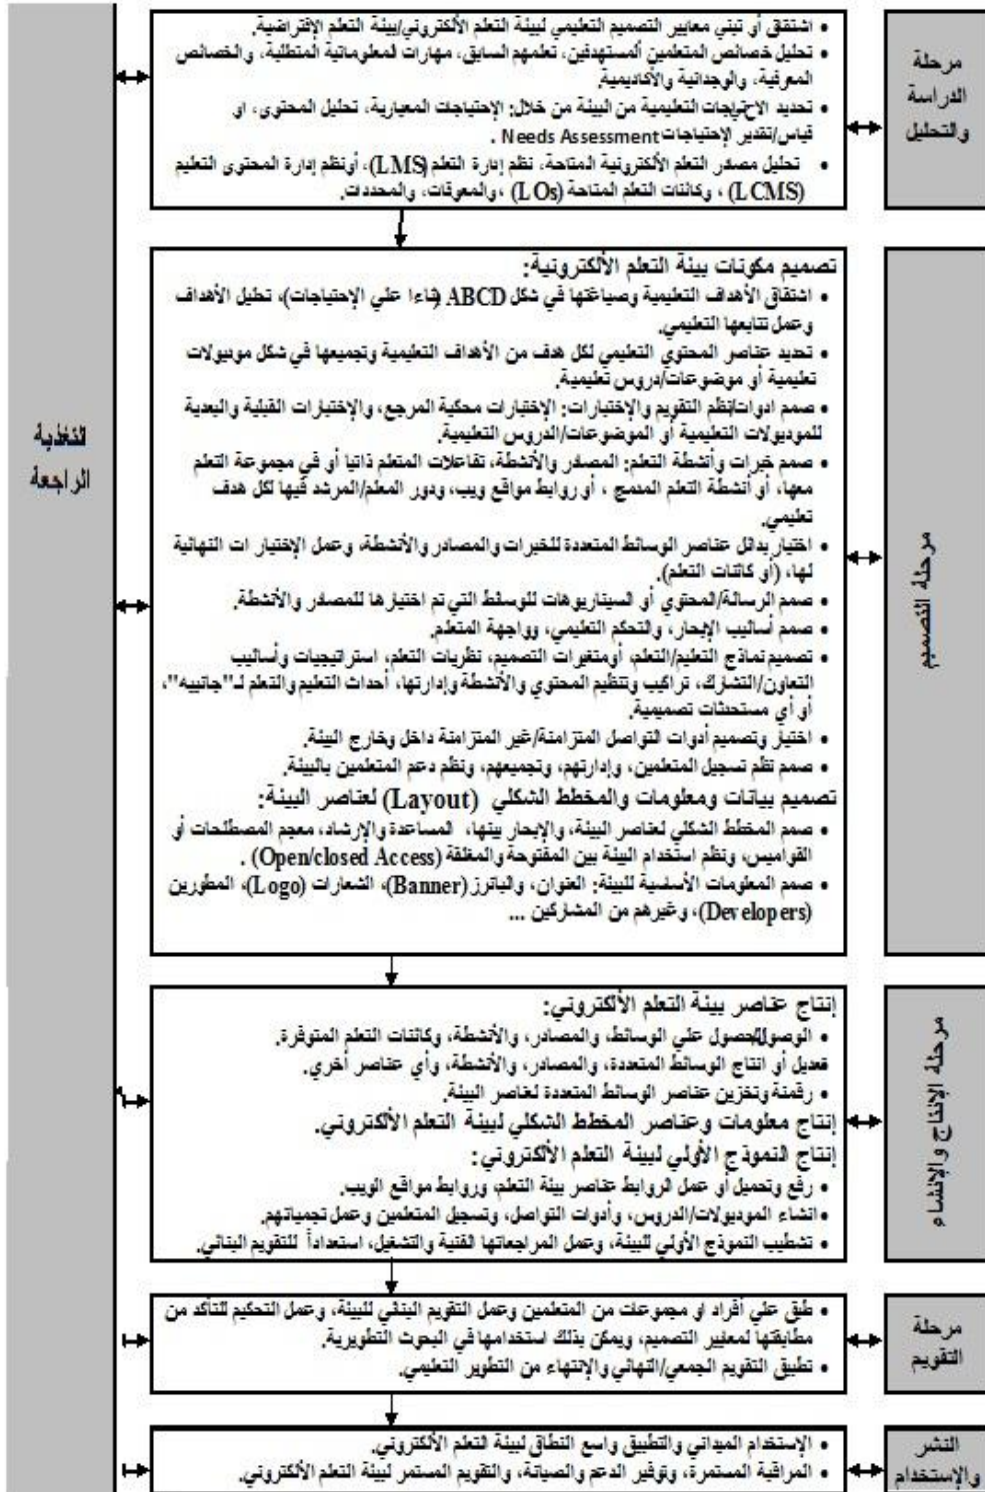 مرحلة
الدراسة
والتحليل
• اشتقاق أو تبني معايير التصميم التعليمي لبيئة التعلم الألكتروني/بيئة التعلم الإفتراضية.
• تحليل خصائص المتعلمين المستهدفين، تعلمهم السابق، مهارات المعلوماتية المتطلبة، والخصائص
المعرفية، والوجدانية والأكاديمية.
• تحديد الاحتياجات التعليمية من البيئة من خلال: الإحتياجات المعيارية، تحليل المحتوى، او
قياس/تقدير الإحتياجات Needs Assessment .
• تحليل مصادر التعلم الألكترونية المتاحة، نظم إدارة التعلم (LMS)، أونظم إدارة المحتوى التعليم
(LCMS) ، وكائنات التعلم المتاحة (LOs) ،والمعوقات، والمحددات.
التغذية
الراجعة
مرحلة التصميم
تصميم مكونات بيئة التعلم الألكترونية:
• اشتقاق الأهداف التعليمية وصياغتها في شكل ABCD (بناءا علي الإحتياجات)، تحليل الأهداف
وعمل تتابعها التعليمي.
• تحديد عناصر المحتوي التعليمي لكل هدف من الأهداف التعليمية وتجميعها في شكل موديولات
تعليمية أو موضوعات/دروس تعليمية.
• صمم ادوات/نظم التقويم والإختبارات: الإختبارات محكية المرجع، والإختبارات القبلية والبعدية
للموديولات التعليمية أو الموضوعات/الدروس التعليمية.
• صمم خبرات وأنشطة التعلم: المصادر والأنشطة، تفاعلات المتعلم ذاتيا أو في مجموعة التعلم
معها، أو أنشطة التعلم المدمج ، أو روابط مواقع ويب، ودور المعلم/المرشد فيها لكل هدف
تعليمي.
• اختيار بدائل عناصر الوسائط المتعددة للخبرات والمصادر والأنشطة، وعمل الإختيار ات النهائية
لها، (أو كائنات التعلم).
• صمم الرسالة/المحتوي أو السيناريوهات للوسائط التي تم اختيارها للمصادر والأنشطة.
• صمم أساليب الإبحار، والتحكم التعليمي، وواجهة المتعلم.
• تصميم نماذج التعليم/التعلم، أومتغيرات التصميم، نظريات التعلم، استراتيجيات وأساليب
التعاون/التشارك، تراكيب وتنظيم المحتوي والأنشطة وإدارتها، أحداث التعليم والتعلم لـ"جانييه"،
أو أي مستحدثات تصميمية.
• اختيار وتصميم أدوات التواصل المتزامنة/غير المتزامنة داخل وخارج البيئة.
• صمم نظم تسجيل المتعلمين، وإدارتهم، وتجميعهم، ونظم دعم المتعلمين بالبيئة.
تصميم بيانات ومعلومات والمخطط الشكلي (Layout) لعناصر البيئة:
• صمم المخطط الشكلي لعناصر البيئة، والإبحار بينها، المساعدة والإرشاد، معجم المصطلحات أو
القواميس، ونظم استخدام البيئة بين المفتوحة والمغلقة (Open/closed Access) .
• صمم المعلومات الأساسية للبيئة: العنوان، والبانرز (Banner)، الشعارات (Logo)، المطورين
(Developers)، وغيرهم من المشاركين ...
مرحلة الإنتاج والإنشاء
إنتاج عناصر بيئة التعلم الألكتروني:
• الوصول/لحصول علي الوسائط، والمصادر، والأنشطة، وكائنات التعلم المتوفرة.
تعديل أو انتاج الوسائط المتعددة، والمصادر، والأنشطة، وأي عناصر أخري.
• رقمنة وتخزين عناصر الوسائط المتعددة لعناصر البيئة.
إنتاج معلومات وعناصر المخطط الشكلي لبيئة التعلم الألكتروني.
إنتاج النموذج الأولي لبيئة التعلم الألكتروني:
• رفع وتحميل أو عمل الروابط عناصر بيئة التعلم، وروابط مواقع الويب.
• انشاء الموديولات/الدروس، وأدوات التواصل، وتسجيل المتعلمين وعمل تجمياتهم.
• تشطيب النموذج الأولي للبيئة، وعمل المراجعاتها الفنية والتشغيل، استعداداً للتقويم البنائي.
مرحلة
التقويم
• طبق علي أفراد او مجموعات من المتعلمين وعمل التقويم البنائي للبيئة، وعمل التحكيم للتأكد من
مطابقتها لمعايير التصميم، ويمكن بذلك استخدامها في البحوث التطويرية.
• تطبيق التقويم الجمعي/النهائي والإنتهاء من التطوير التعليمي.
النشر
والإستخدام
• الإستخدام الميداني والتطبيق واسع النطاق لبيئة التعلم الألكتروني.
• المراقبة المستمرة، وتوفير الدعم والصيانة، والتقويم المستمر لبيئة التعلم الألكتروني.